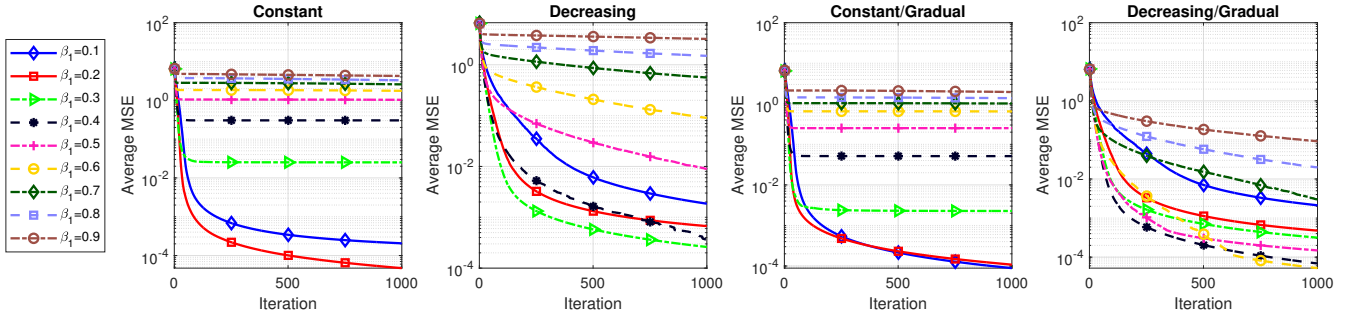 β1=0.1
β1=0.2
β1=0.3
β1=0.4
β1=0.5
β1=0.6
β1=0.7
β1=0.8
β1=0.9
Constant
Average MSE
10^2
10^0
10^-2
10^-4
0
500
1000
Iteration
Decreasing
Average MSE
10^0
10^-2
10^-4
0
500
1000
Iteration
Constant/Gradual
Average MSE
10^2
10^0
10^-2
10^-4
0
500
1000
Iteration
Decreasing/Gradual
Average MSE
10^2
10^0
10^-2
10^-4
0
500
1000
Iteration